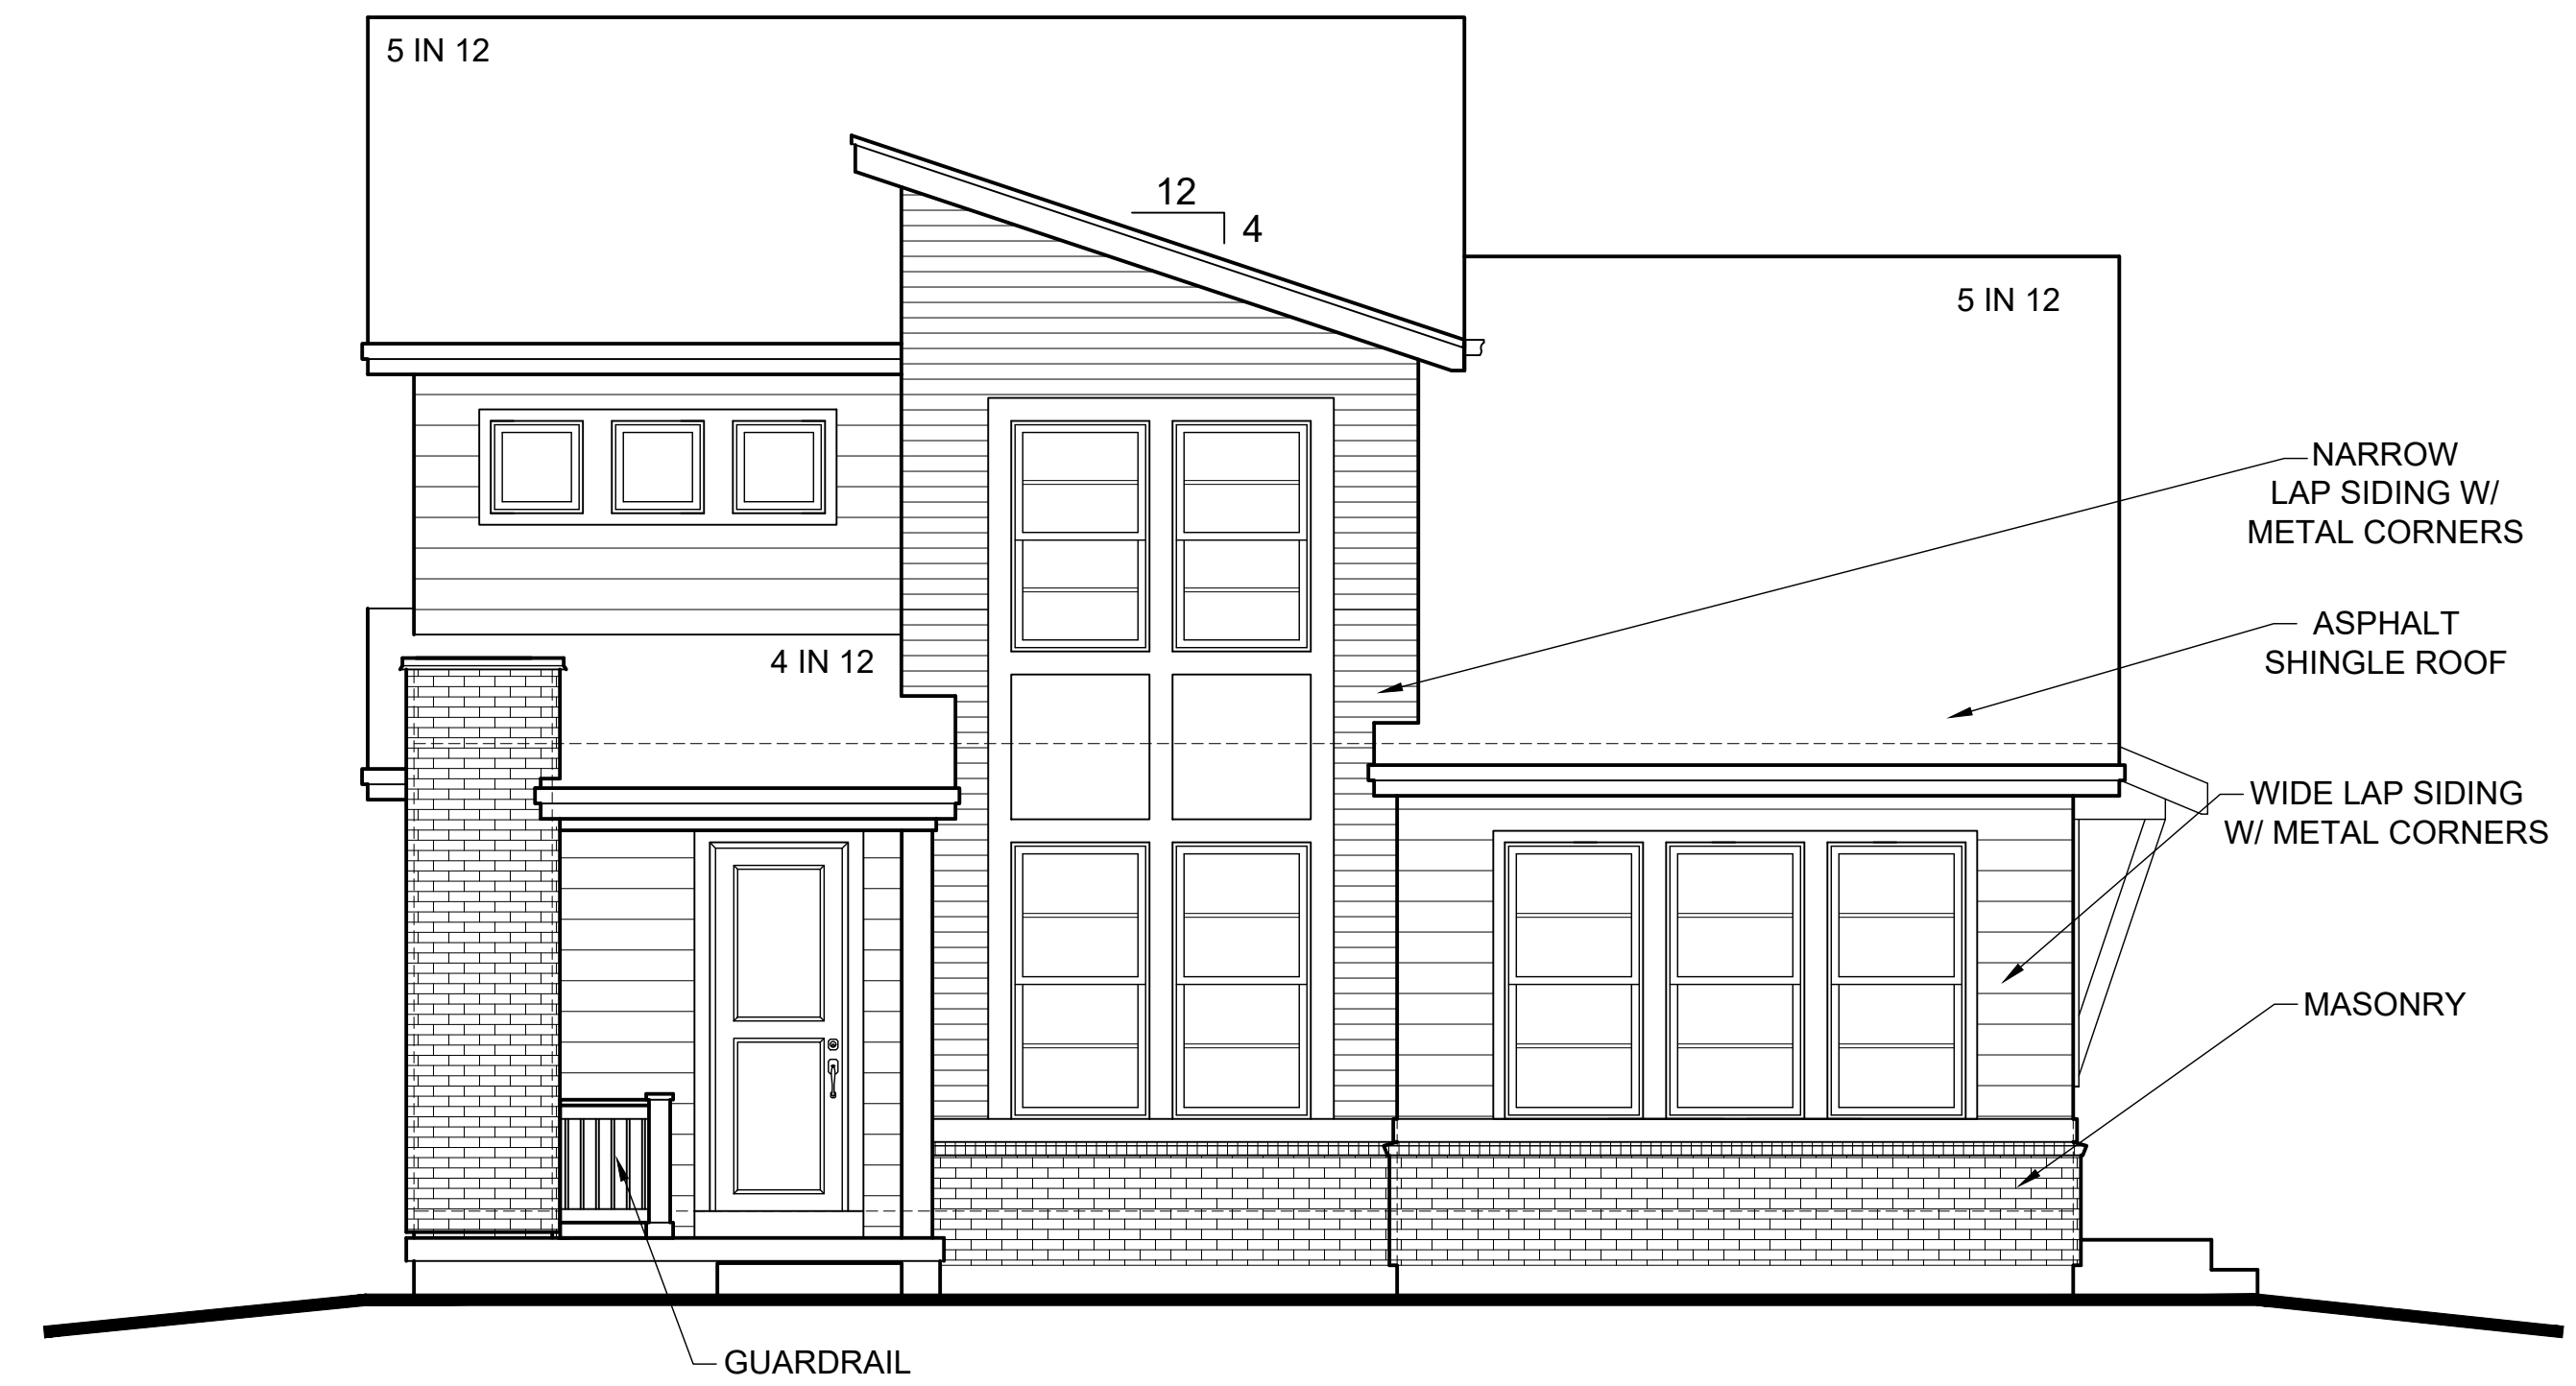 5 IN 12
12
4
5 IN 12
NARROW
LAP SIDING W/
METAL CORNERS
ASPHALT
SHINGLE ROOF
4 IN 12
WIDE LAP SIDING
W/ METAL CORNERS
MASONRY
GUARDRAIL